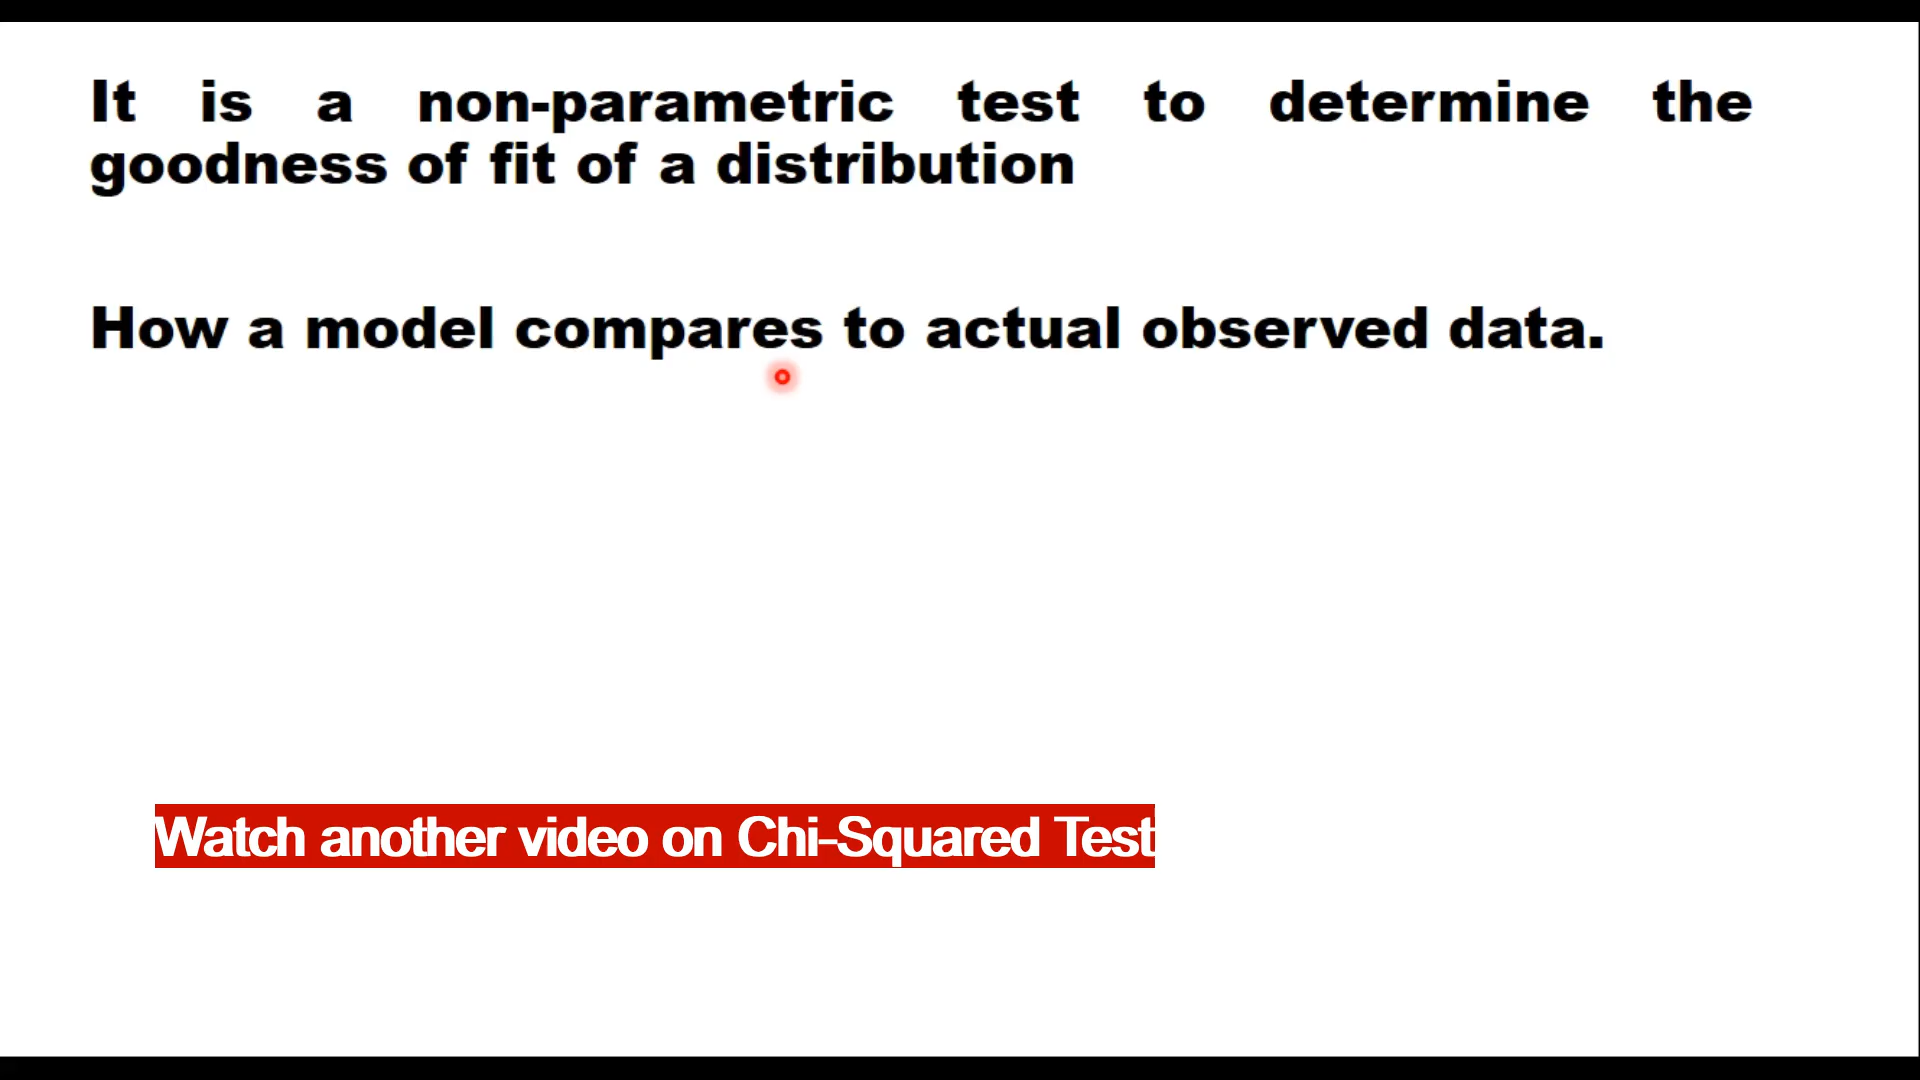 It is a non-parametric test to determine the
goodness of fit of a distribution
How a model compares to actual observed data.
Watch another video on Chi-Squared Test